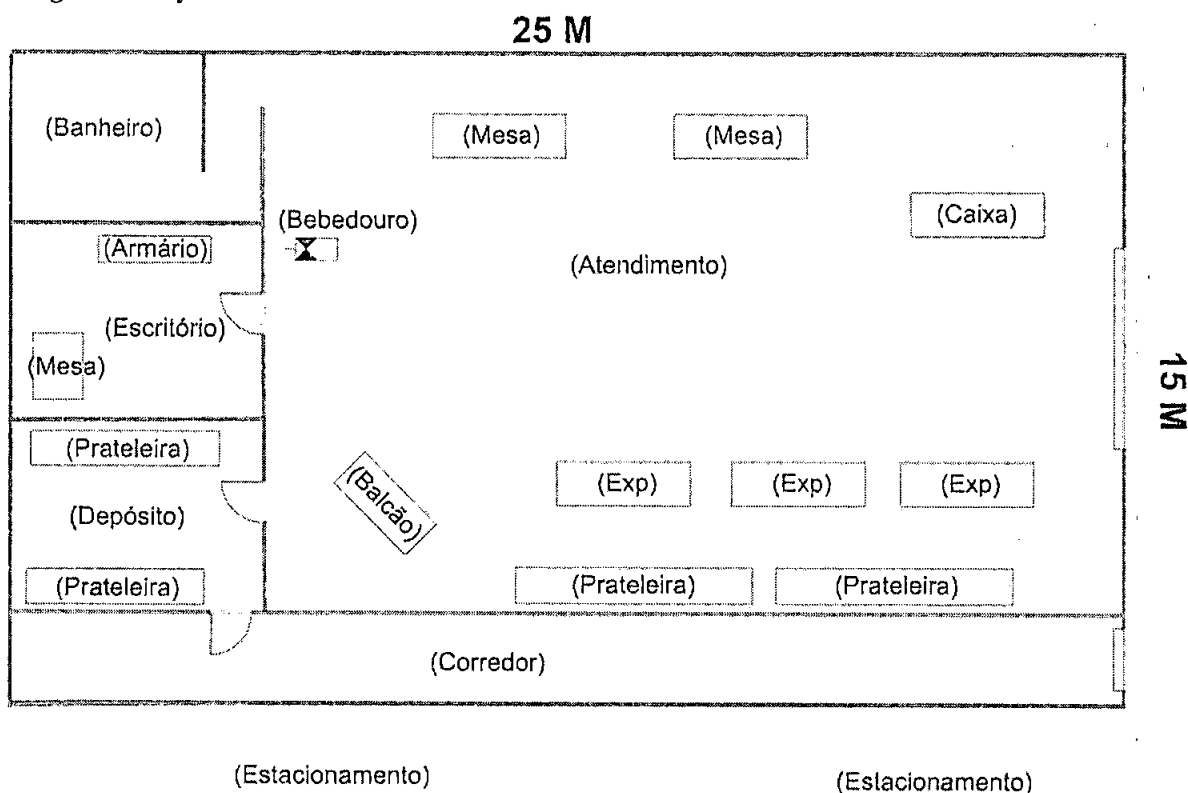 25 M
(Banheiro)
(Mesa)
(Mesa)
(Caixa)
(Bebedouro)
(Armário)
(Atendimento)
(Escritório)
(Mesa)
15 M
(Prateleira)
(Balcão)
(Exp)
(Exp)
(Exp)
(Depósito)
(Prateleira)
(Prateleira)
(Prateleira)
(Corredor)
(Estacionamento)
(Estacionamento)